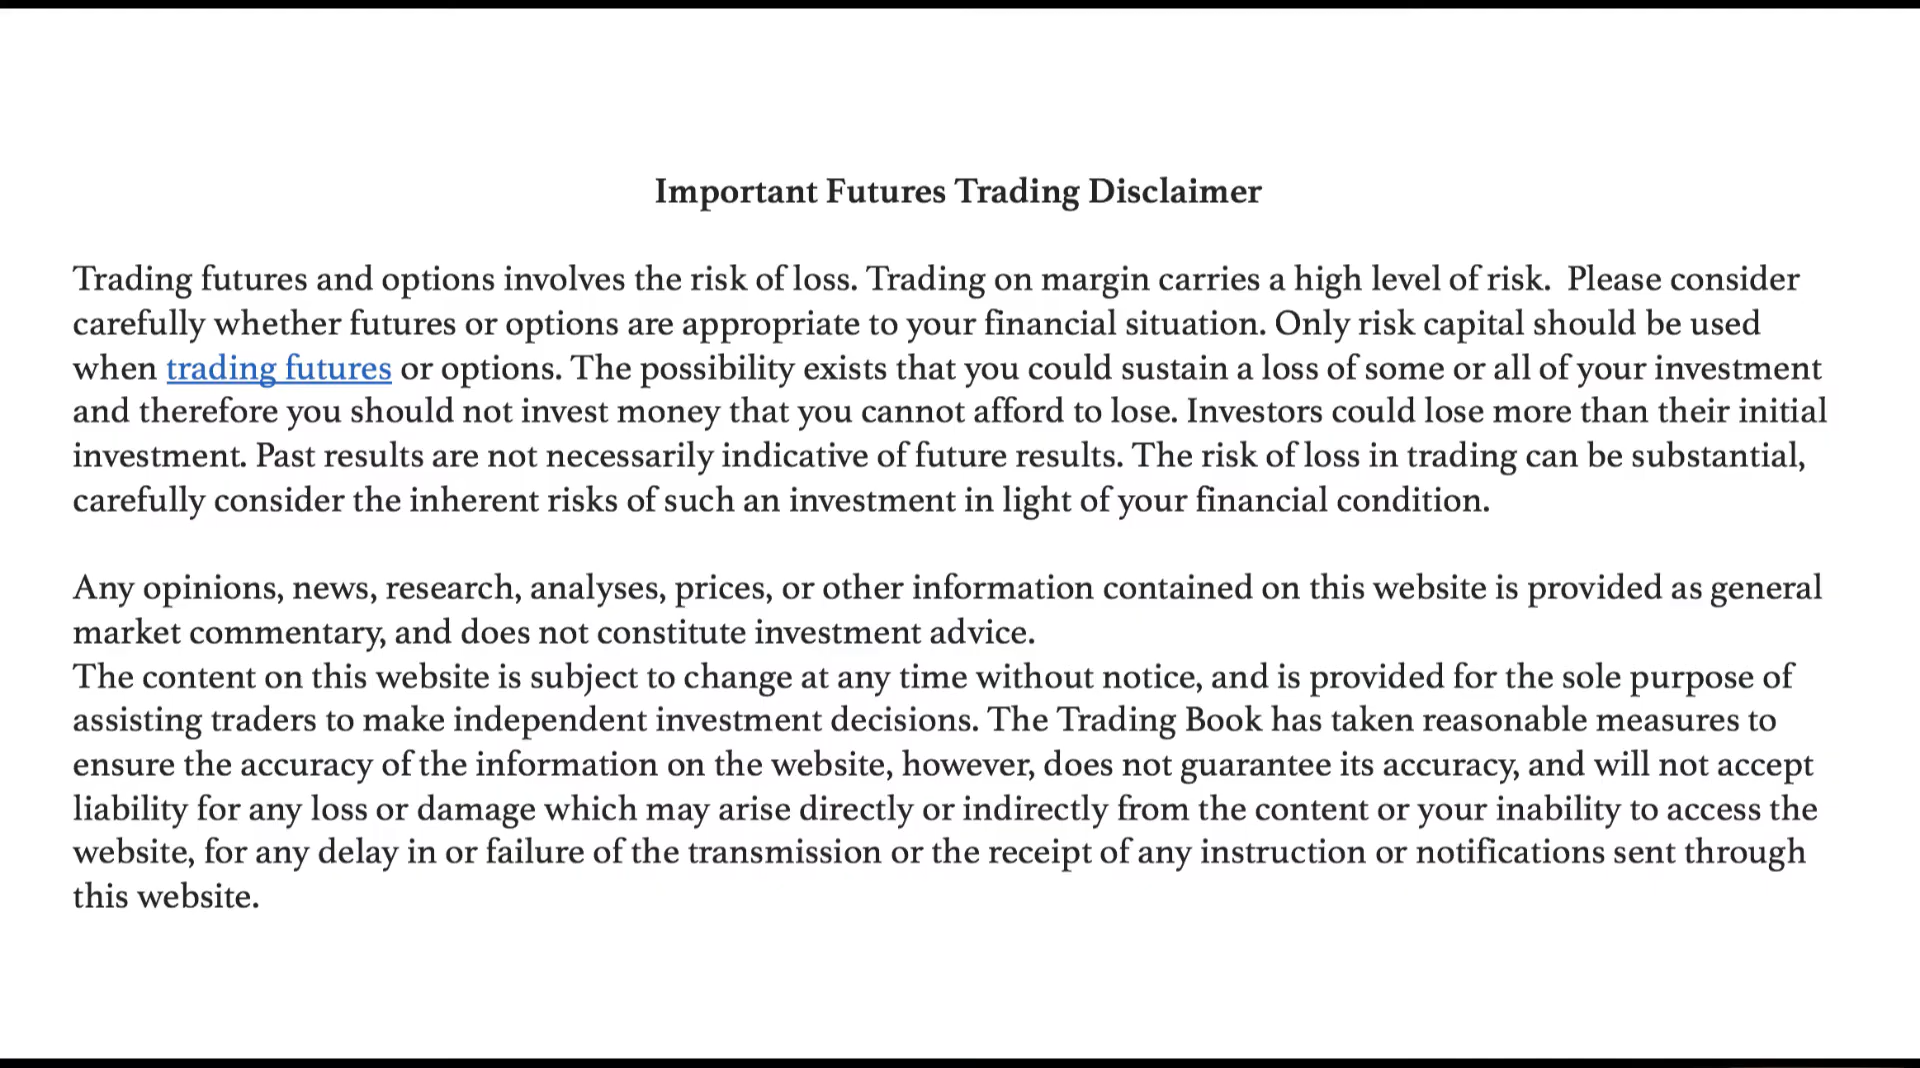 Important Futures Trading Disclaimer
Trading futures and options involves the risk of loss. Trading on margin carries a high level of risk.  Please consider
carefully whether futures or options are appropriate to your financial situation. Only risk capital should be used
when trading futures or options. The possibility exists that you could sustain a loss of some or all of your investment
and therefore you should not invest money that you cannot afford to lose. Investors could lose more than their initial
investment. Past results are not necessarily indicative of future results. The risk of loss in trading can be substantial,
carefully consider the inherent risks of such an investment in light of your financial condition.
Any opinions, news, research, analyses, prices, or other information contained on this website is provided as general
market commentary, and does not constitute investment advice.
The content on this website is subject to change at any time without notice, and is provided for the sole purpose of
assisting traders to make independent investment decisions. The Trading Book has taken reasonable measures to
ensure the accuracy of the information on the website, however, does not guarantee its accuracy, and will not accept
liability for any loss or damage which may arise directly or indirectly from the content or your inability to access the
website, for any delay in or failure of the transmission or the receipt of any instruction or notifications sent through
this website.